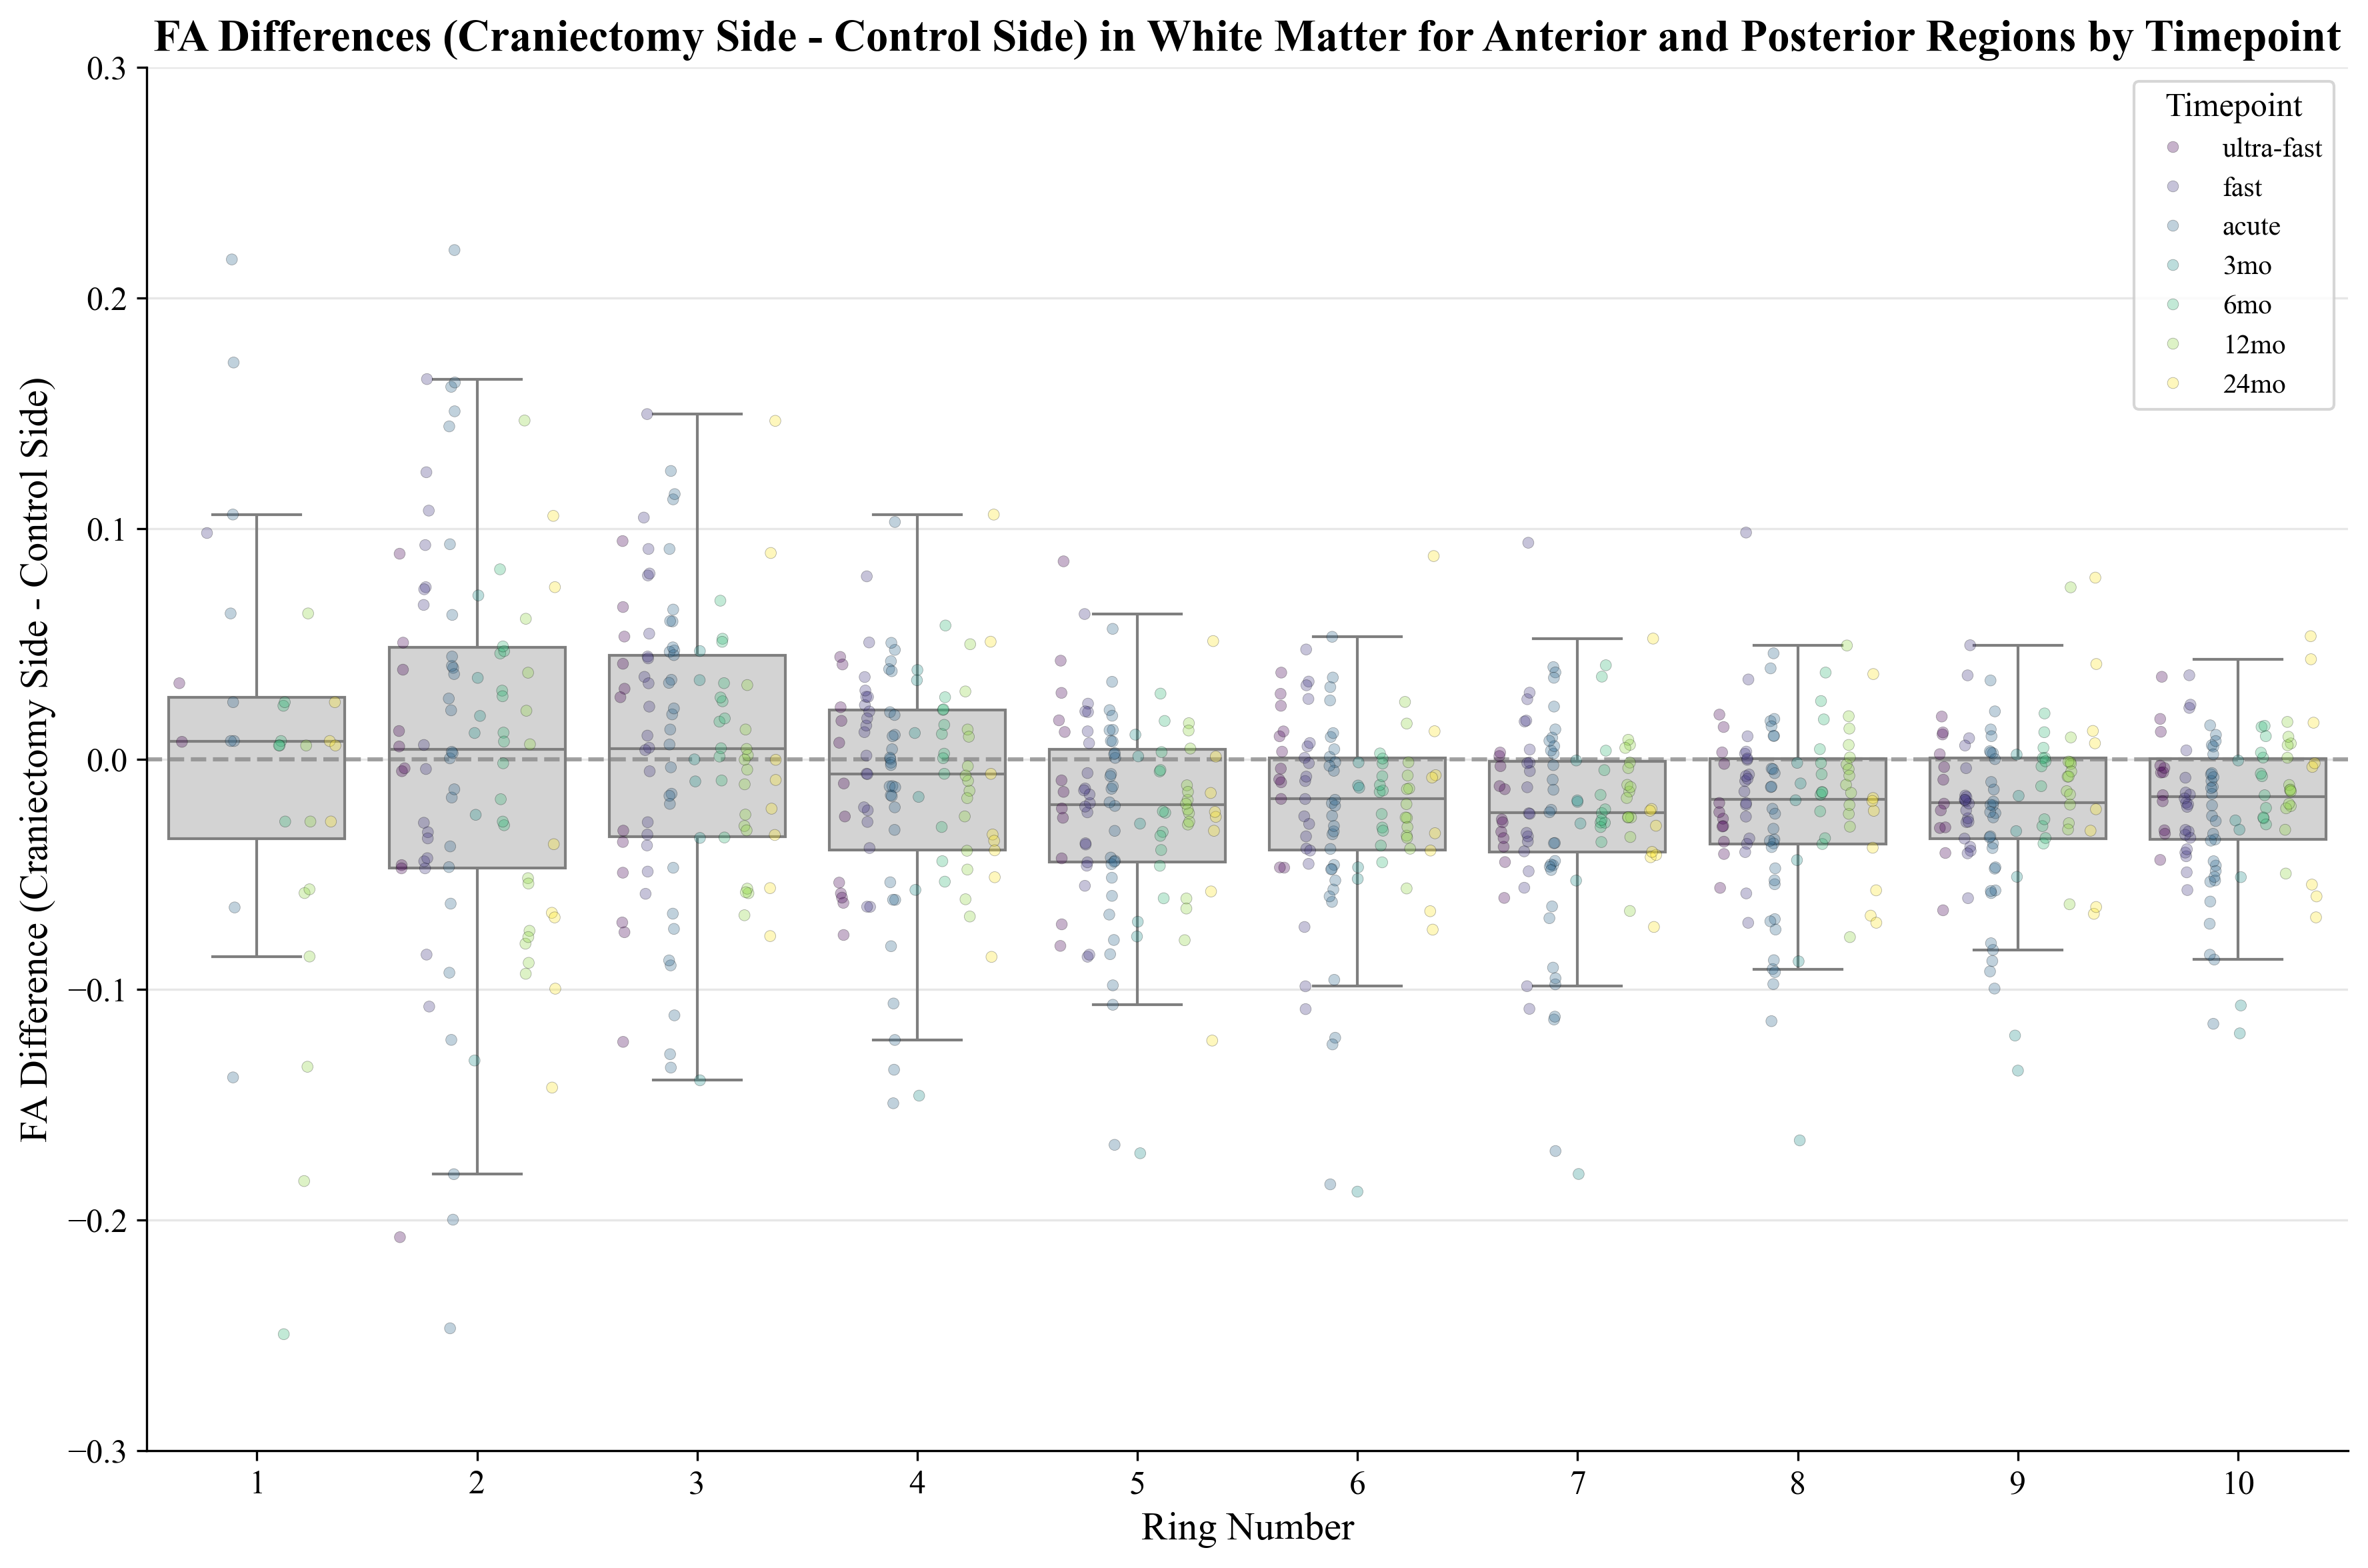 FA Differences (Craniectomy Side - Control Side) in White Matter for Anterior and Posterior Regions by Timepoint
FA Difference (Craniectomy Side - Control Side)
0.3
0.2
0.1
0.0
−0.1
−0.2
−0.3
Timepoint
ultra-fast
fast
acute
3mo
6mo
12mo
24mo
1 2 3 4 5 6 7 8 9 10
Ring Number